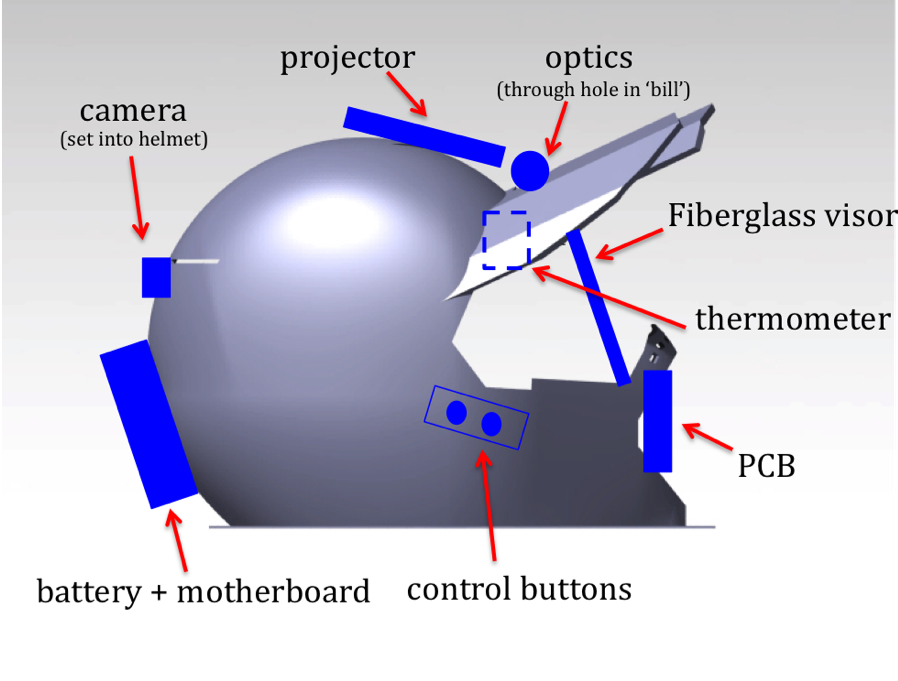 projector
optics
(through hole in ‘bill’)
camera
(set into helmet)
Fiberglass visor
thermometer
PCB
battery + motherboard
control buttons